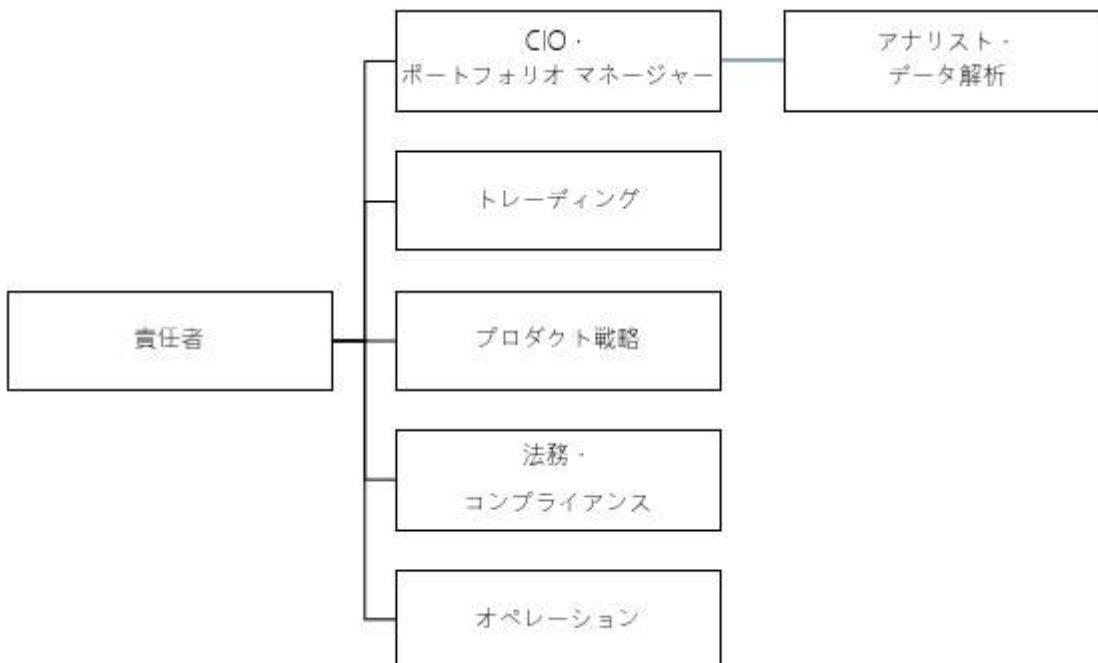 CIO・
ポートフォリオ マネージャー
アナリスト・
データ解析
トレーディング
責任者
プロダクト戦略
法務・
コンプライアンス
オペレーション